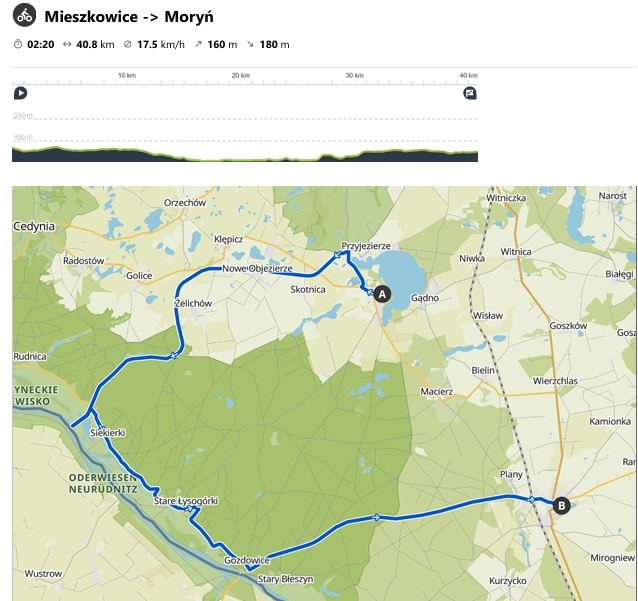 Mieszkowice -> Moryń
02:20 40.8 km 17.5 km/h 160 m 180 m
10 km 20 km 30 km 40 km
Witniczka
Narost
Orzechów
Cedynia
Klępicz
Przyjezierze
Witnica
Radostów
Niwka
Golice
Nowe Objezierze
Białęgi
Skotnica
A
Gądno
Żelichów
Wisław
Goszków
Gosz
Rudnica
Bielin
Wierzchlas
YNECKIE
EWISKO
Macierz
Kamionka
Siekierki
Ran
ODERWIESEN
NEURÜDNITZ
Plany
Stare Łysogórki
B
Gozdowice
Mirogniew
Wustrow
Stary Błeszyn
Kurzycko